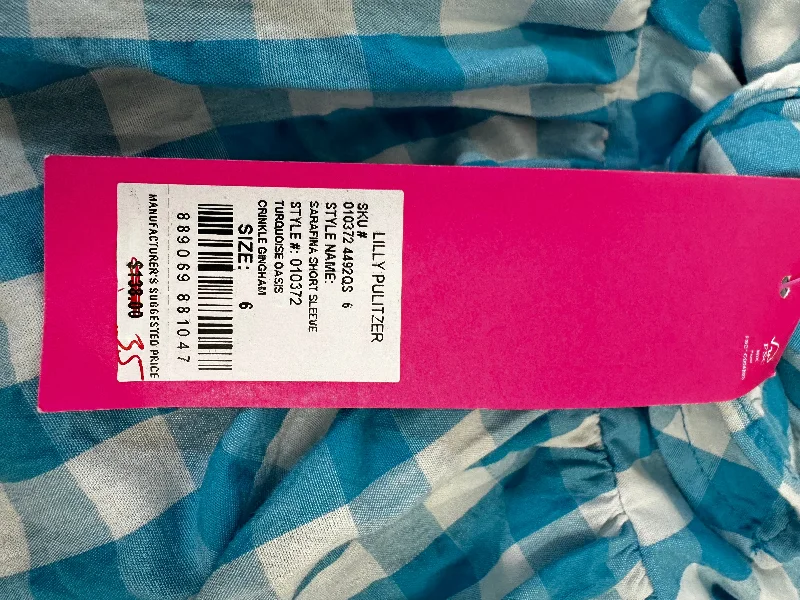 LILLY PULITZER
SKU #
010372 4492QS 6
STYLE NAME:
SARAFINA SHORT SLEEVE
STYLE #: 010372
TURQUOISE OASIS
CRINKLE GINGHAM
SIZE: 6
889069 881047
MANUFACTURER'S SUGGESTED PRICE
35